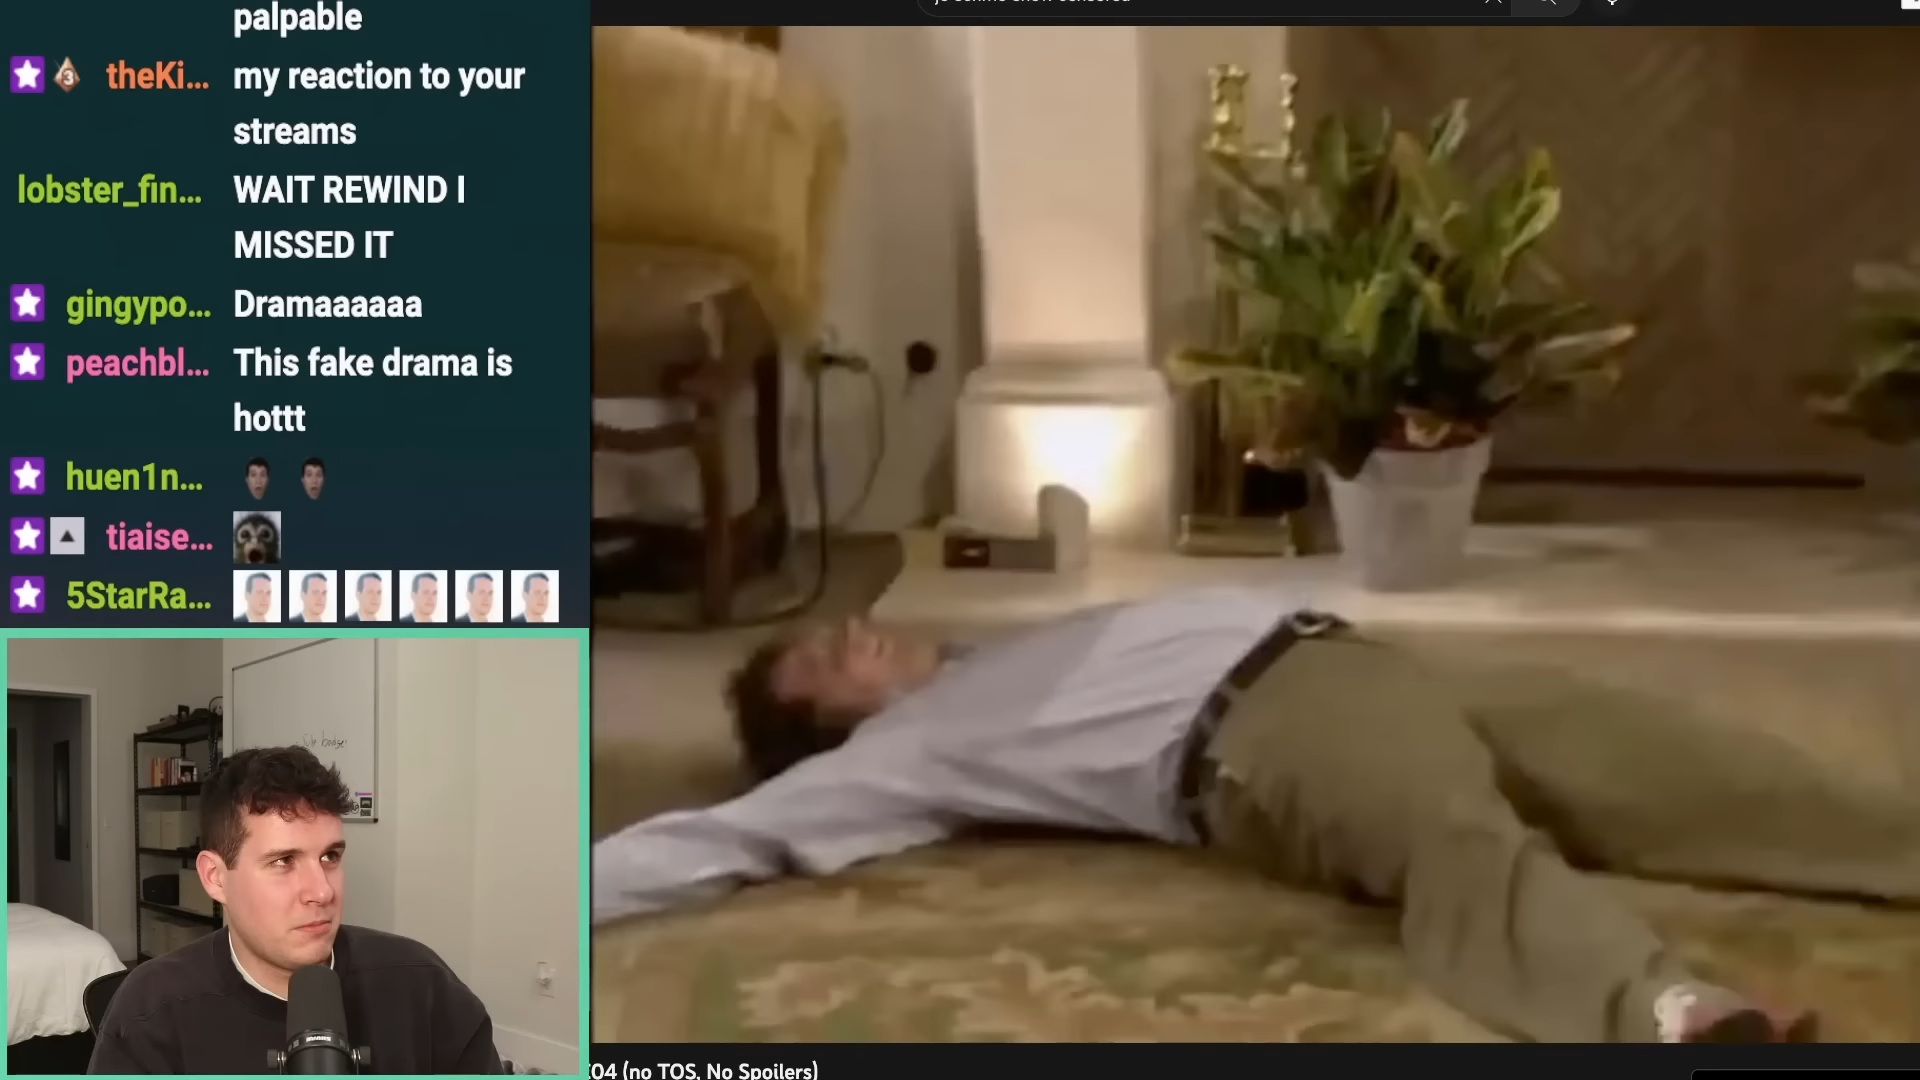 palpable
theKi... my reaction to your
streams
lobster_fin... WAIT REWIND I
MISSED IT
gingypo... Dramaaaaaa
peachbl... This fake drama is
hottt
huen1n...
tiaise...
5StarRa...
04 (no TOS, No Spoilers)